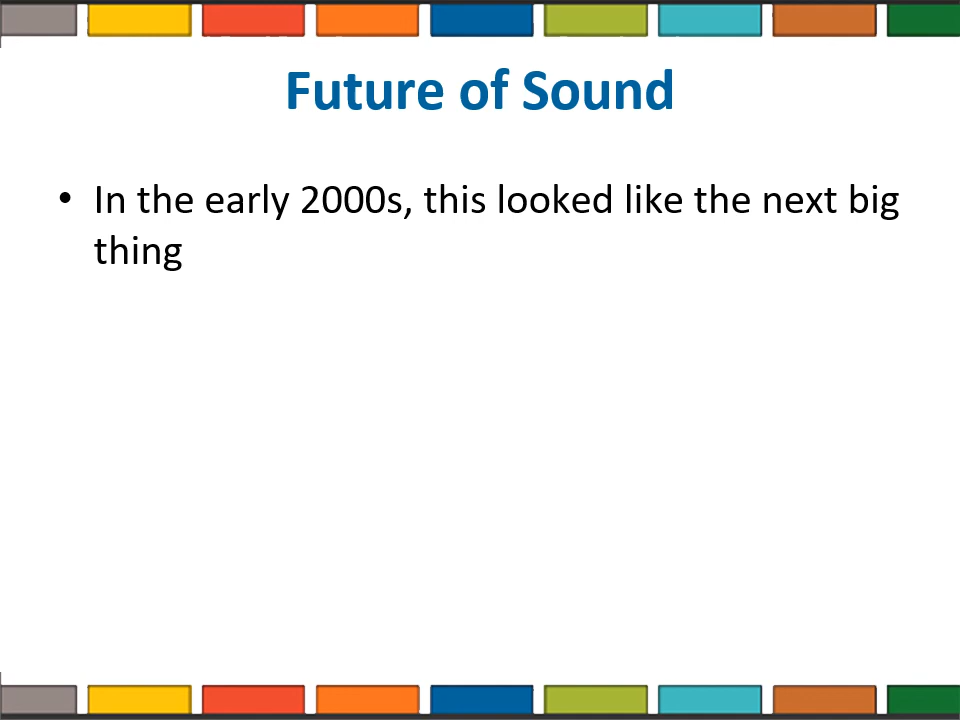 Future of Sound
• In the early 2000s, this looked like the next big
thing